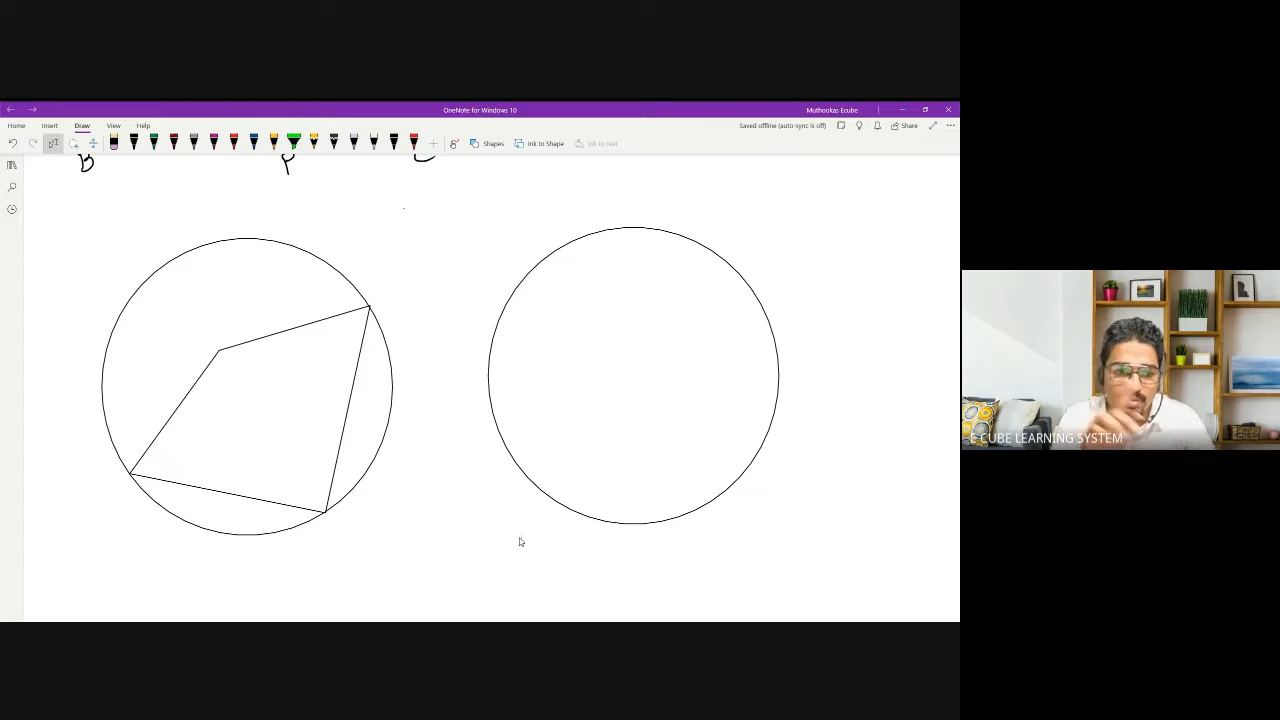 OneNote for Windows 10
Muthookas Ecube
Home Insert Draw View Help
Saved offline (auto-sync is off)
Share
Shapes
Ink to Shape
Ink to Text
B P
E CUBE LEARNING SYSTEM